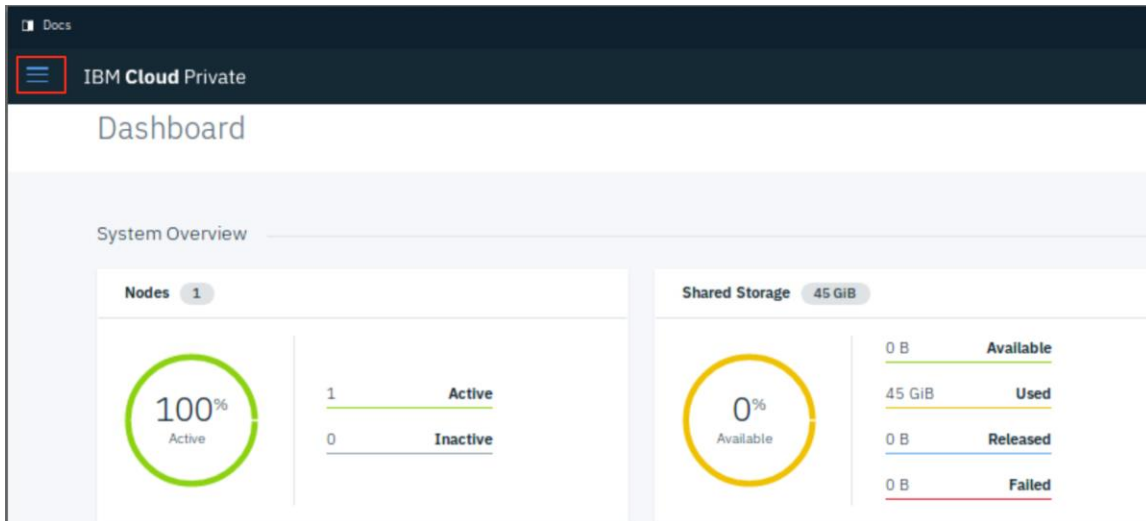 Docs
IBM Cloud Private
Dashboard
System Overview
Nodes 1
100%
Active
1 Active
0 Inactive
Shared Storage 45 GiB
0%
Available
0 B Available
45 GiB Used
0 B Released
0 B Failed